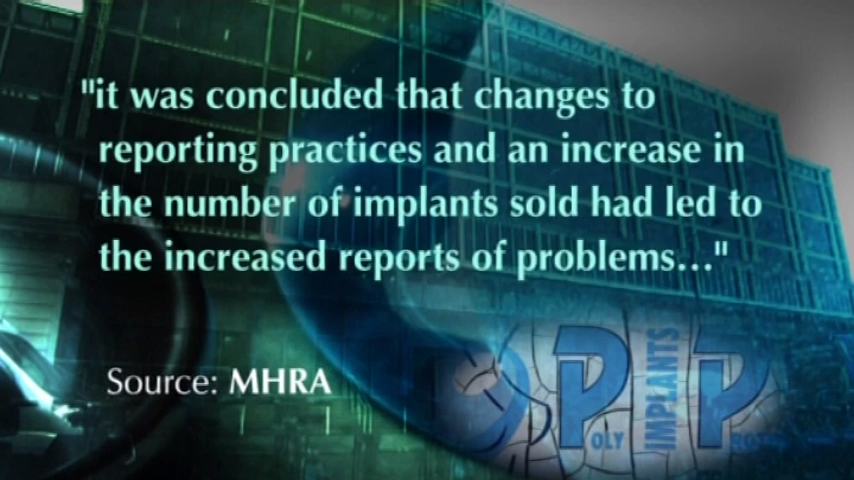 "it was concluded that changes to
reporting practices and an increase in
the number of implants sold had led to
the increased reports of problems..."
Source: MHRA
POLY
IMPLANTS